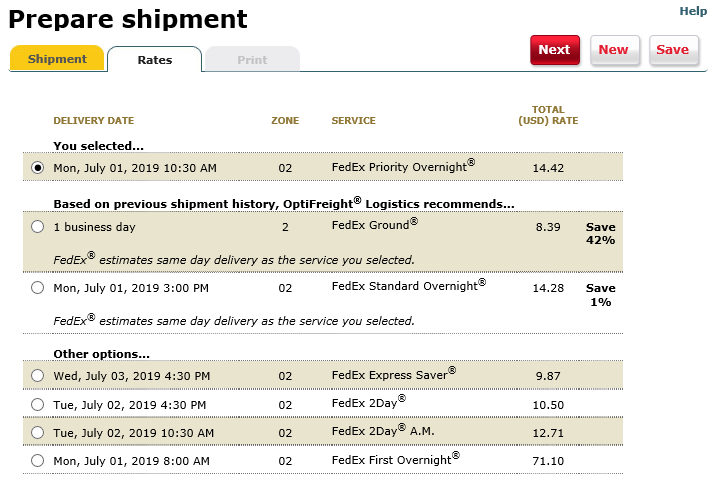 Help
Prepare shipment
Shipment Rates Print Next New Save
DELIVERY DATE ZONE SERVICE TOTAL (USD) RATE
You selected...
Mon, July 01, 2019 10:30 AM 02 FedEx Priority Overnight® 14.42
Based on previous shipment history, OptiFreight® Logistics recommends...
1 business day 2 FedEx Ground® 8.39 Save 42%
FedEx® estimates same day delivery as the service you selected.
Mon, July 01, 2019 3:00 PM 02 FedEx Standard Overnight® 14.28 Save 1%
FedEx® estimates same day delivery as the service you selected.
Other options...
Wed, July 03, 2019 4:30 PM 02 FedEx Express Saver® 9.87
Tue, July 02, 2019 4:30 PM 02 FedEx 2Day® 10.50
Tue, July 02, 2019 10:30 AM 02 FedEx 2Day® A.M. 12.71
Mon, July 01, 2019 8:00 AM 02 FedEx First Overnight® 71.10